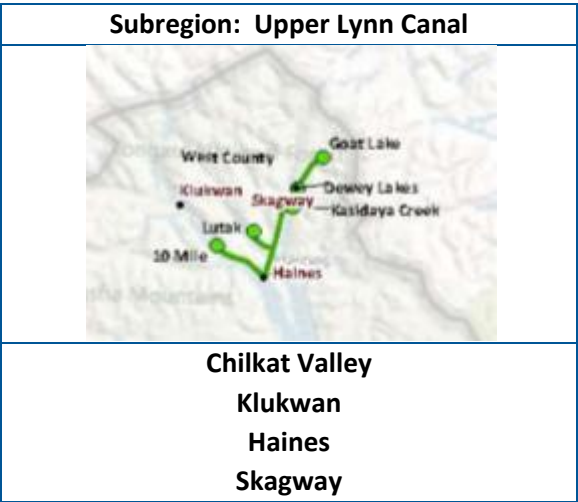 Subregion: Upper Lynn Canal
Goat Lake
West County
Dewey Lakes
Klukwan
Skagway
Kasidaya Creek
Lutak
10 Mile
Haines
Chilkat Valley
Klukwan
Haines
Skagway